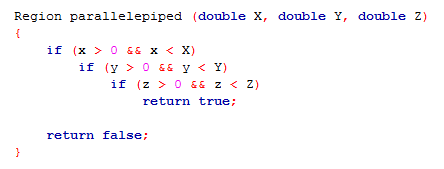 Region parallelepiped (double X, double Y, double Z)
{
    if (x > 0 && x < X)
        if (y > 0 && y < Y)
            if (z > 0 && z < Z)
                return true;

    return false;
}